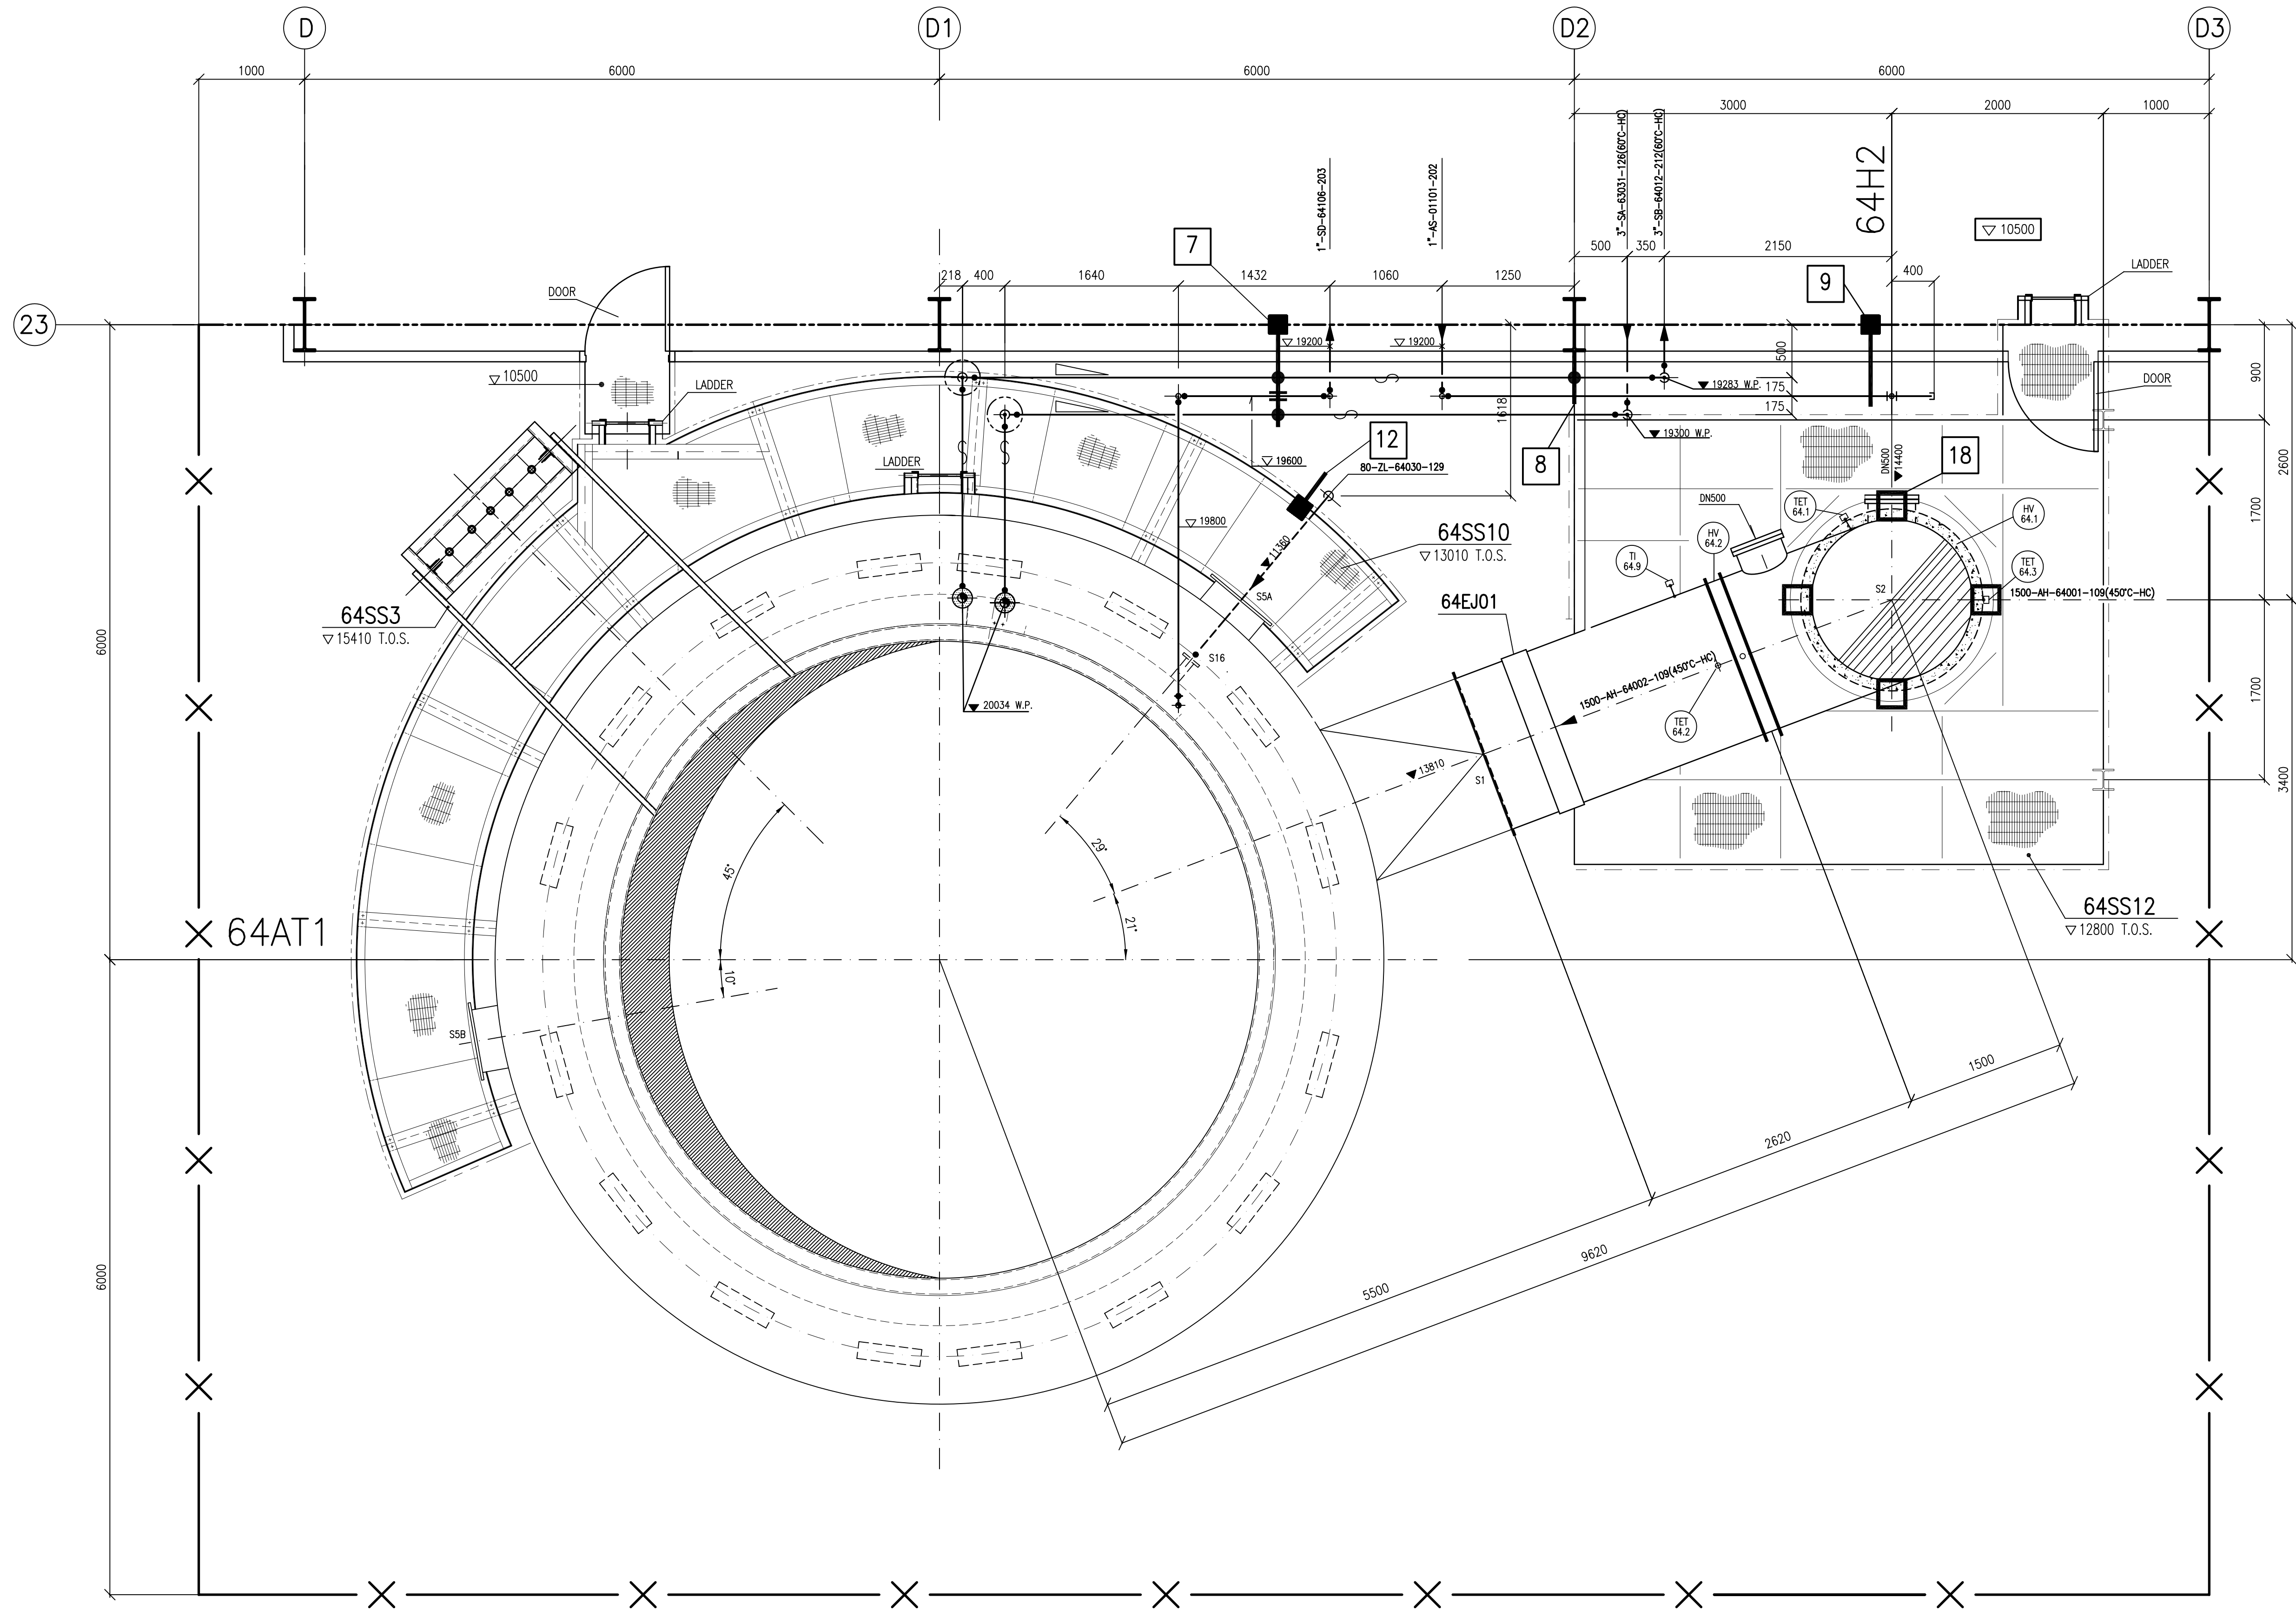 D
D1
D2
D3
1000
6000
6000
6000
3000
2000
1000
1"-SD-64106-203
1"-AS-01101-202
3"-SA-63031-126(60°C-HC)
3"-SB-64012-212(60°C-HC)
64H2
10500
7
500
350
2150
400
LADDER
9
218
400
1640
1432
1060
1250
DOOR
23
19200
19200
500
900
10500
LADDER
19283 W.P.
175
DOOR
175
1618
19300 W.P.
12
8
18
2600
LADDER
19600
80-ZL-64030-129
DN500
14400
DN500
TET
64.1
HV
64.1
1700
19800
64SS10
13010 T.O.S.
HV
64.2
11360
TI
64.9
TET
64.3
S5A
S2
1500-AH-64001-109(450°C-HC)
64EJ01
64SS3
15410 T.O.S.
6000
S16
1500-AH-64002-109(450°C-HC)
1700
20034 W.P.
TET
64.2
13810
S1
3400
29°
45°
21°
64SS12
12800 T.O.S.
64AT1
10°
S5B
1500
2620
9620
5500
6000